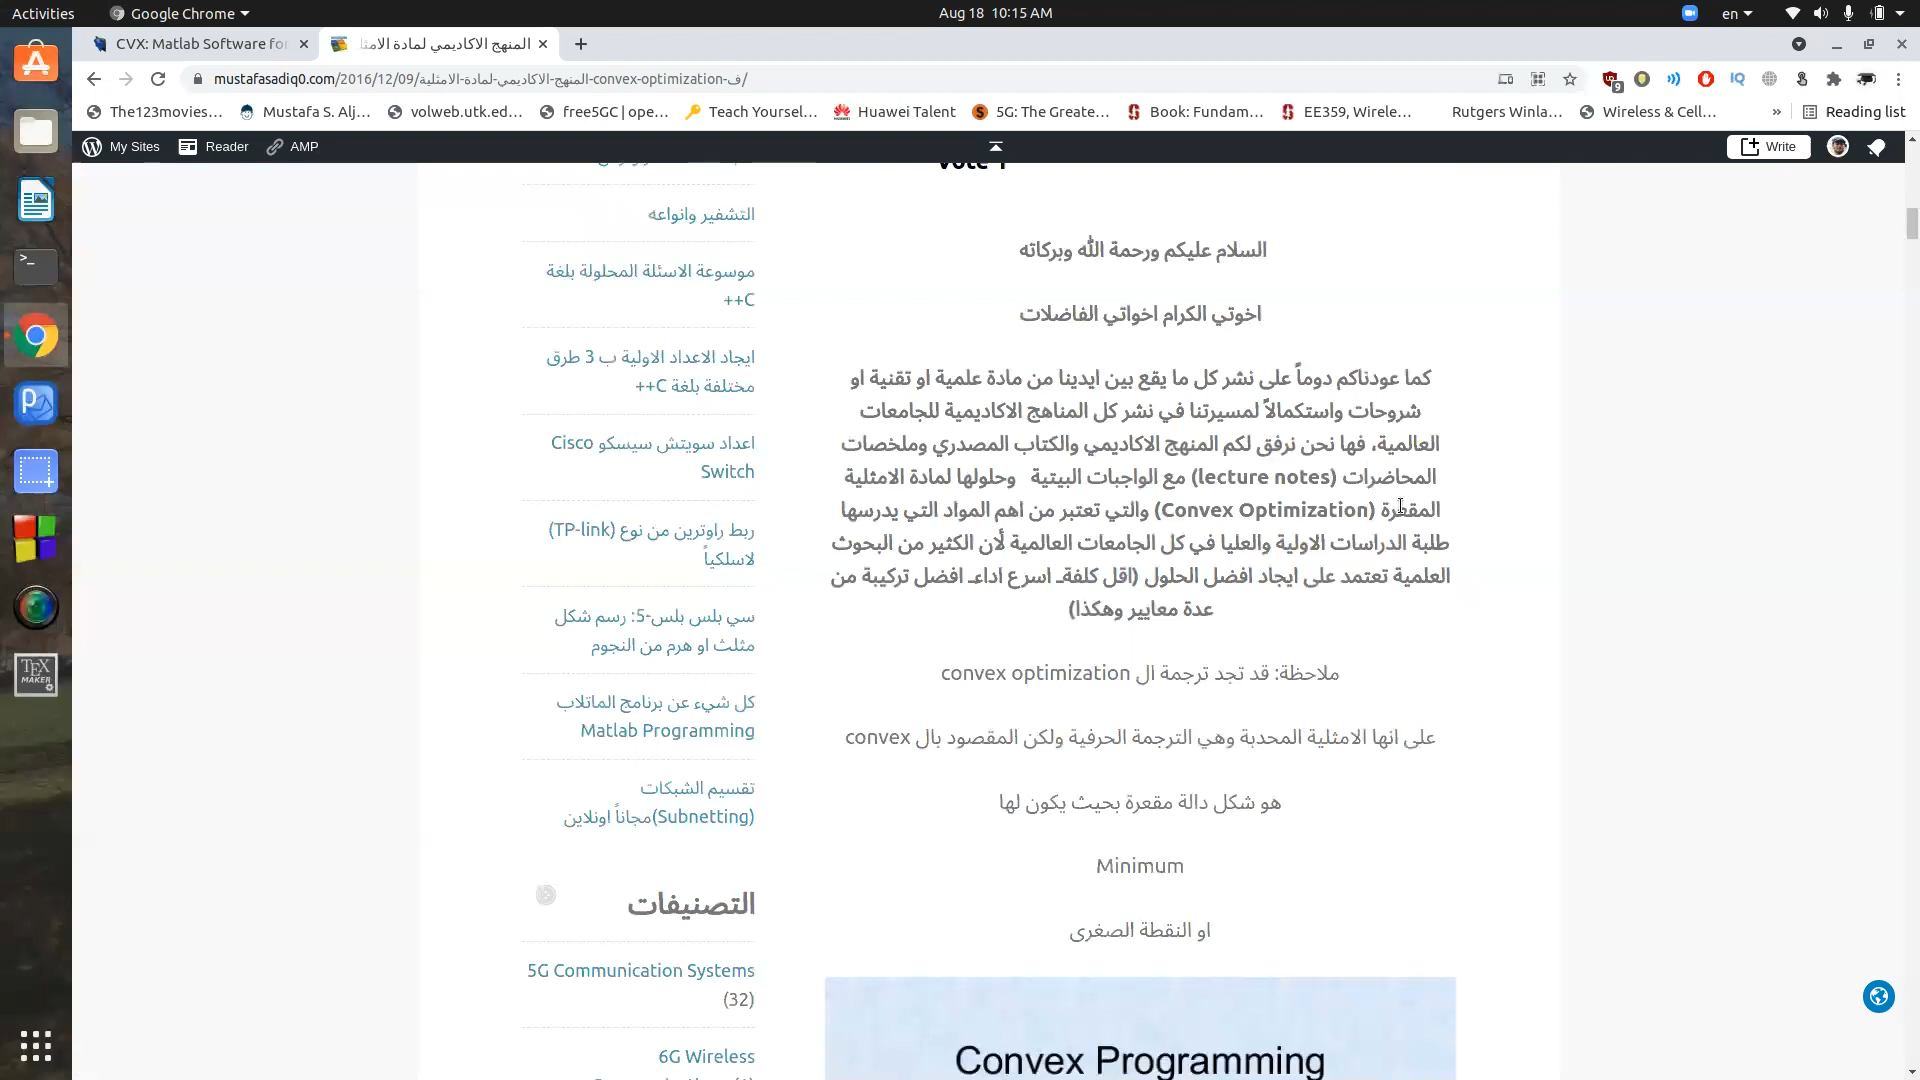 Activities
Google Chrome
Aug 18 10:15 AM
en
CVX: Matlab Software for
المنهج الاكاديمي لمادة الامثل
mustafasadiq0.com/2016/12/09/المنهج-الاكاديمي-لمادة-الامثلية-convex-optimization-ف/
9
The123movies...
Mustafa S. Alj...
volweb.utk.ed...
free5GC | ope...
Teach Yoursel...
Huawei Talent
5G: The Greate...
Book: Fundam...
EE359, Wirele...
Rutgers Winla...
Wireless & Cell...
»
Reading list
My Sites
Reader
AMP
Write
التشفير وانواعه
موسوعة الاسئلة المحلولة بلغة
C++
ايجاد الاعداد الاولية ب 3 طرق
مختلفة بلغة C++
اعداد سويتش سيسكو Cisco
Switch
ربط راوترين من نوع (TP-link)
لاسلكياً
سي بلس بلس-5: رسم شكل
مثلث او هرم من النجوم
كل شيء عن برنامج الماتلاب
Matlab Programming
تقسيم الشبكات
(Subnetting)مجاناً اونلاين
التصنيفات
5G Communication Systems
(32)
6G Wireless
Vote 1
السلام عليكم ورحمة الله وبركاته
اخوتي الكرام اخواتي الفاضلات
كما عودناكم دوماً على نشر كل ما يقع بين ايدينا من مادة علمية او تقنية او
شروحات واستكمالاً لمسيرتنا في نشر كل المناهج الاكاديمية للجامعات
العالمية، فها نحن نرفق لكم المنهج الاكاديمي والكتاب المصدري وملخصات
المحاضرات (lecture notes) مع الواجبات البيتية وحلولها لمادة الامثلية
المقعرة (Convex Optimization) والتي تعتبر من اهم المواد التي يدرسها
طلبة الدراسات الاولية والعليا في كل الجامعات العالمية لأن الكثير من البحوث
العلمية تعتمد على ايجاد افضل الحلول (اقل كلفةـ اسرع اداءـ افضل تركيبة من
عدة معايير وهكذا)
ملاحظة: قد تجد ترجمة ال convex optimization
على انها الامثلية المحدبة وهي الترجمة الحرفية ولكن المقصود بال convex
هو شكل دالة مقعرة بحيث يكون لها
Minimum
او النقطة الصغرى
Convex Programming
TEX
MAKER